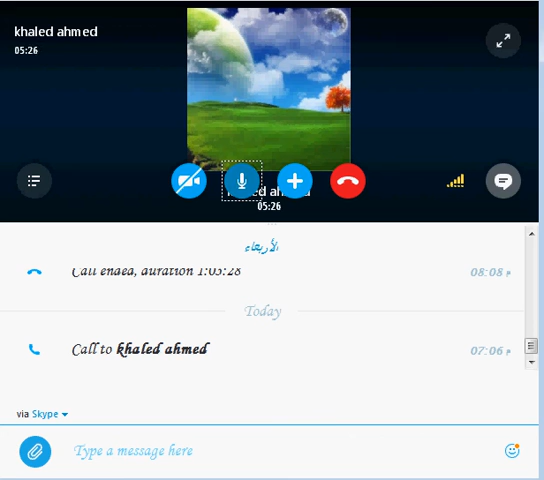 khaled ahmed
05:26
05:26
الأربعاء
Call ended, duration 1:03:28
08:08 م
Today
Call to khaled ahmed
07:06 م
via Skype
Type a message here